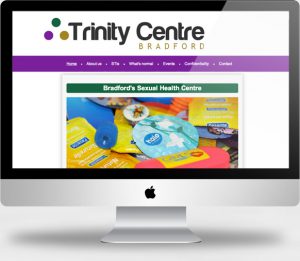 Trinity Centre
BRADFORD
Home About us STIs What's normal Events Confidentiality Contact
Bradford's Sexual Health Centre